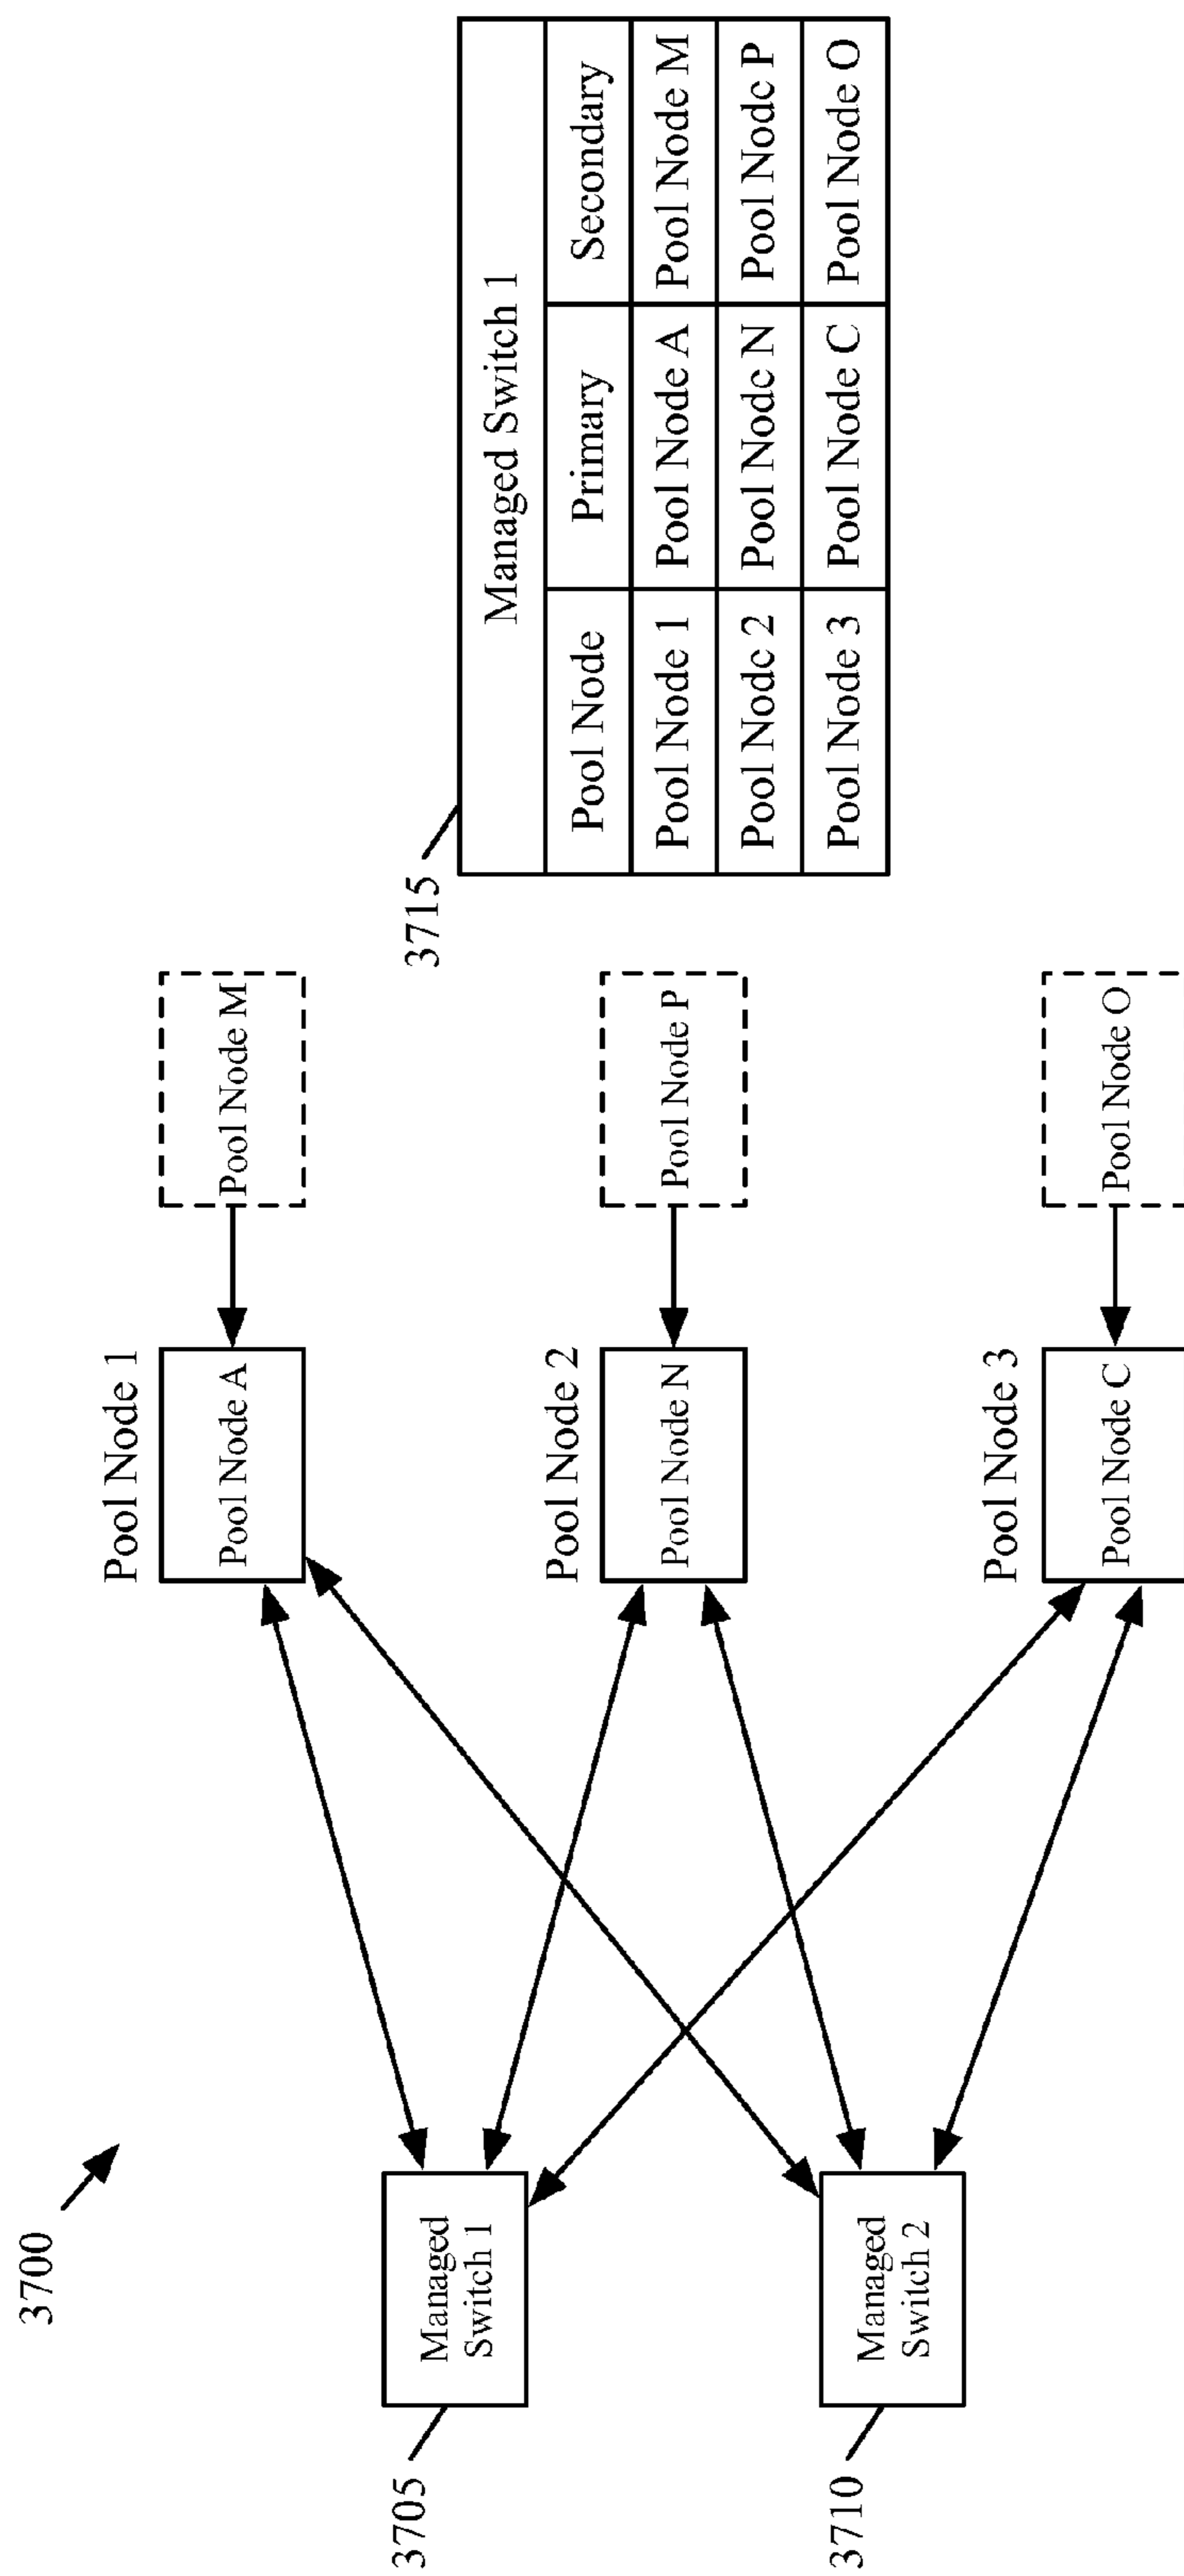 3700
Pool Node 1
Pool Node A
Pool Node M
3705
Managed
Switch 1
Pool Node 2
Pool Node N
Pool Node P
3710
Managed
Switch 2
Pool Node 3
Pool Node C
Pool Node O
3715
Managed Switch 1
Pool Node Primary Secondary
Pool Node 1 Pool Node A Pool Node M
Pool Node 2 Pool Node N Pool Node P
Pool Node 3 Pool Node C Pool Node O